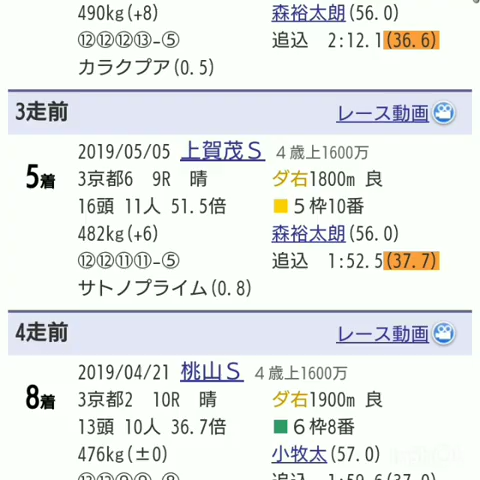 490kg(+8) 森裕太朗(56.0)
⑫⑫⑫⑬-⑤ 追込 2:12.1(36.6)
カラクプア(0.5)
3走前 レース動画
2019/05/05 上賀茂S 4歳上1600万
5着 3京都6 9R 晴 ダ右1800m 良
16頭 11人 51.5倍 5枠10番
482kg(+6) 森裕太朗(56.0)
⑫⑫⑪⑪-⑤ 追込 1:52.5(37.7)
サトノプライム(0.8)
4走前 レース動画
2019/04/21 桃山S 4歳上1600万
8着 3京都2 10R 晴 ダ右1900m 良
13頭 10人 36.7倍 6枠8番
476kg(±0) 小牧太(57.0)